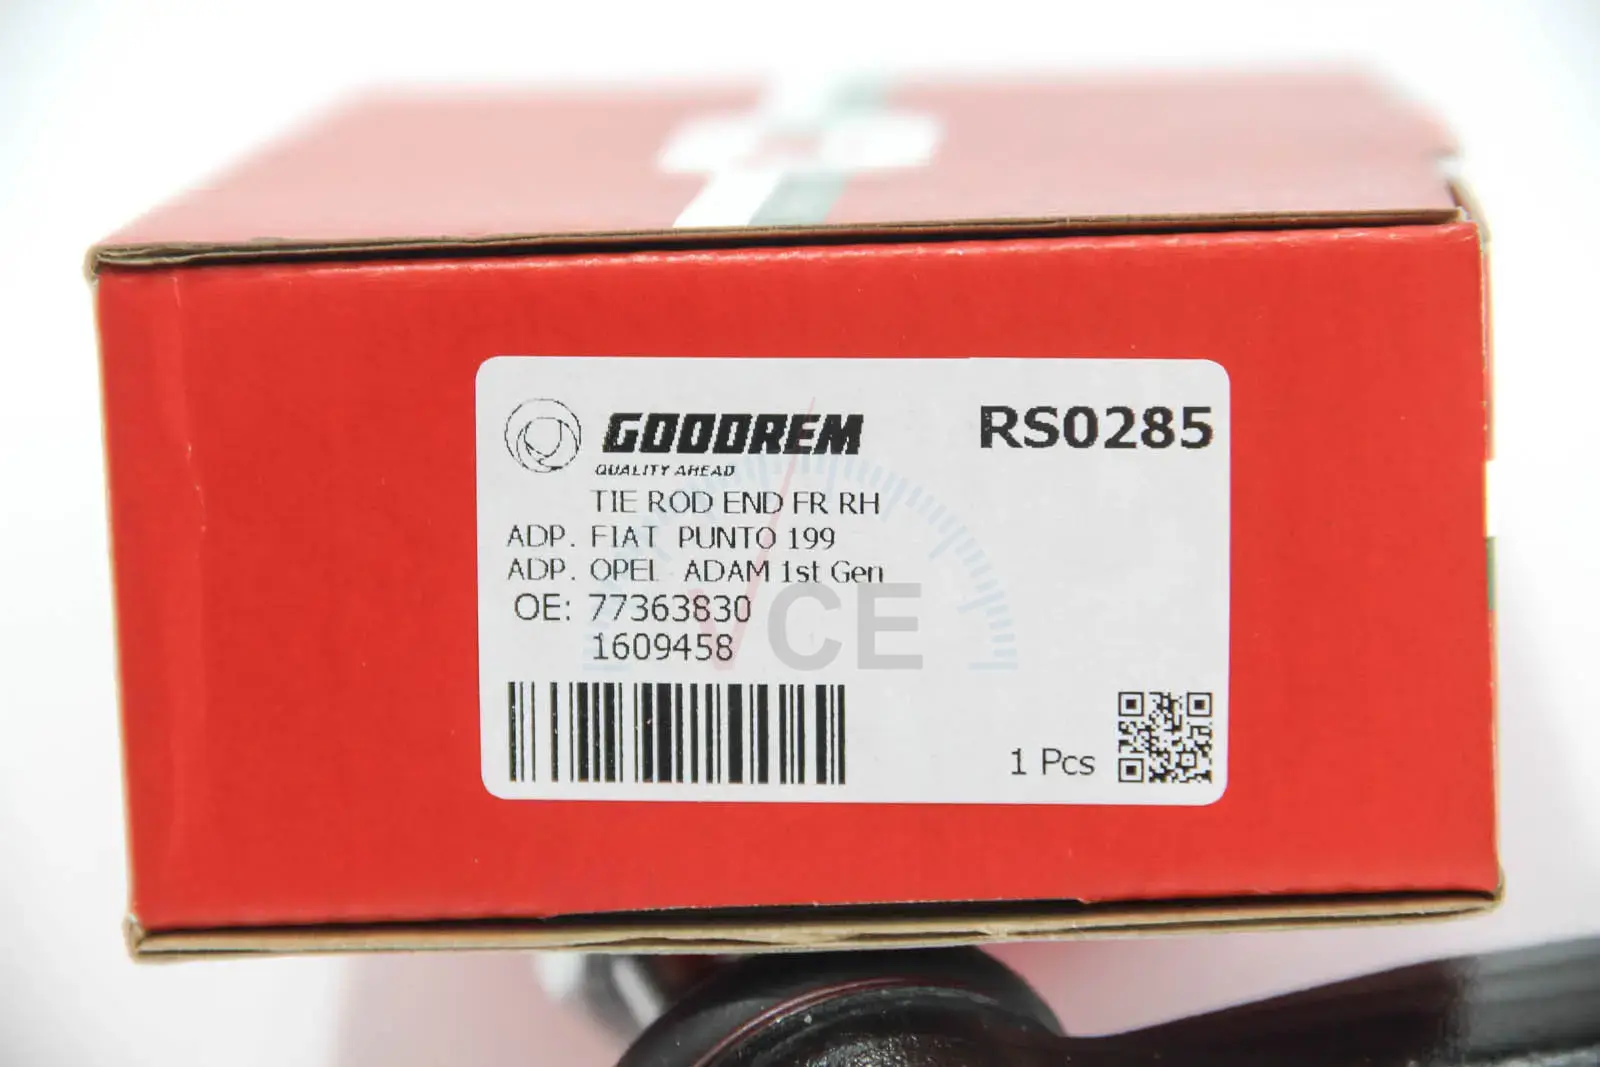 GOODREM
RS0285
QUALITY AHEAD
TIE ROD END FR RH
ADP. FIAT PUNTO 199
ADP. OPEL ADAM 1st Gen
OE: 77363830
1609458
VCE
1 Pcs